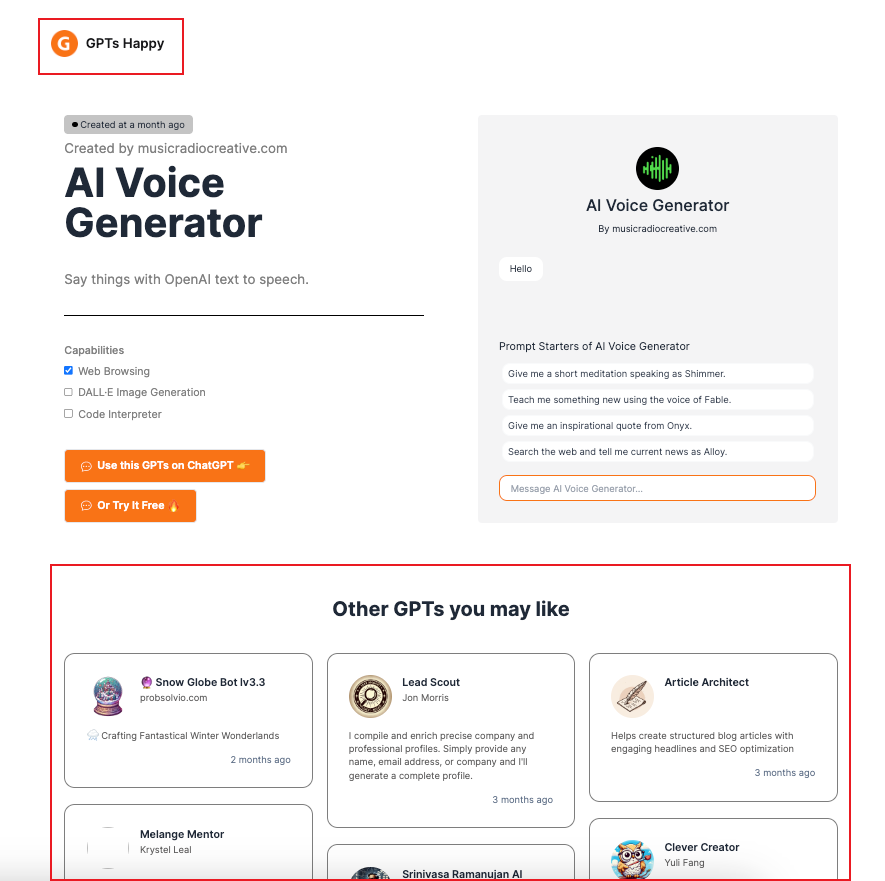 GPTs Happy
Created at a month ago
Created by musicradiocreative.com
AI Voice
Generator
Say things with OpenAI text to speech.
Capabilities
Web Browsing
DALL·E Image Generation
Code Interpreter
Use this GPTs on ChatGPT 👉
Or Try It Free 🔥
AI Voice Generator
By musicradiocreative.com
Hello
Prompt Starters of AI Voice Generator
Give me a short meditation speaking as Shimmer.
Teach me something new using the voice of Fable.
Give me an inspirational quote from Onyx.
Search the web and tell me current news as Alloy.
Message AI Voice Generator...
Other GPTs you may like
🔮 Snow Globe Bot lv3.3
probsolvio.com
🌨️ Crafting Fantastical Winter Wonderlands
2 months ago
Lead Scout
Jon Morris
I compile and enrich precise company and
professional profiles. Simply provide any
name, email address, or company and I'll
generate a complete profile.
3 months ago
Article Architect
Helps create structured blog articles with
engaging headlines and SEO optimization
3 months ago
Melange Mentor
Krystel Leal
Srinivasa Ramanujan AI
Clever Creator
Yuli Fang